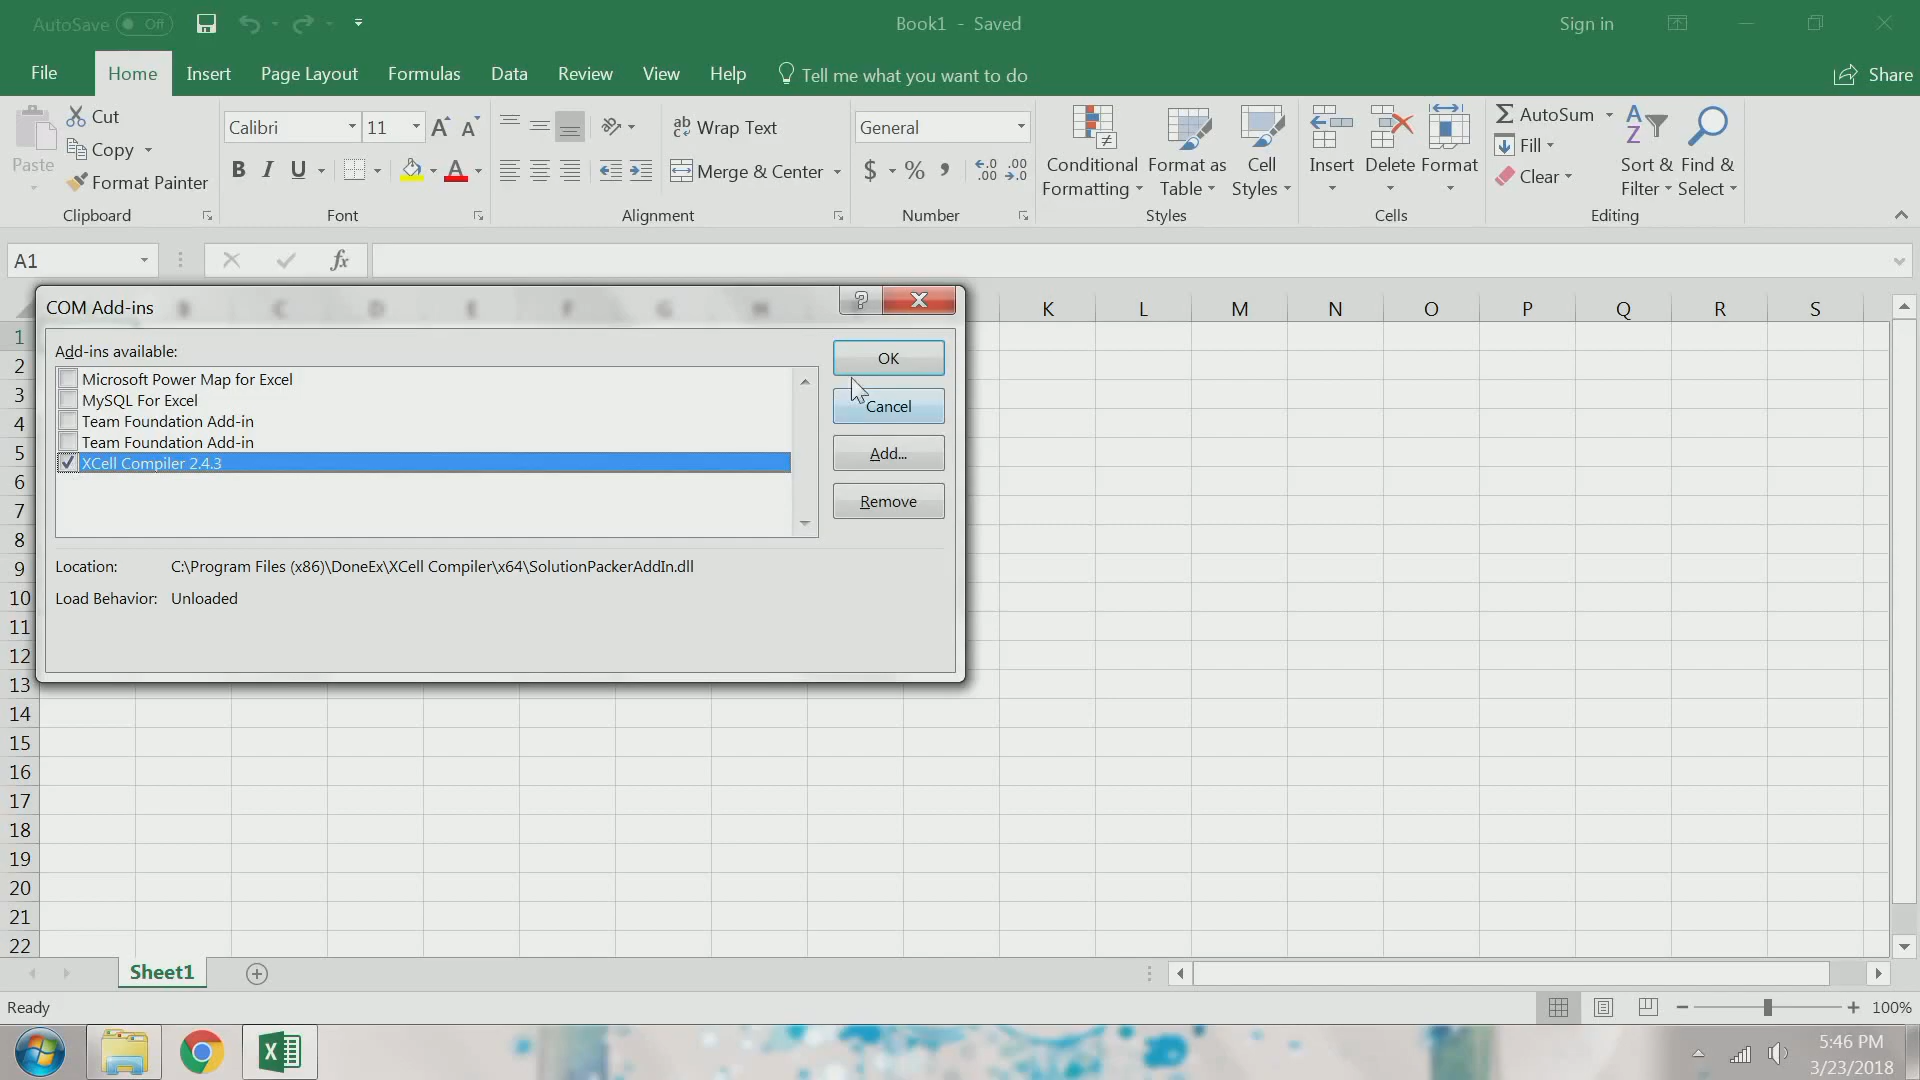 AutoSave Off
Book1 - Saved
Sign in
File Home Insert Page Layout Formulas Data Review View Help Tell me what you want to do Share
Paste
Cut
Copy
Format Painter
Clipboard
Calibri 11
B I U A
Font
ab Wrap Text
Merge & Center
Alignment
General
$ % ,
Number
Conditional Formatting
Format as Table
Cell Styles
Styles
Insert
Delete
Format
Cells
AutoSum
Fill
Clear
Sort & Filter
Find & Select
Editing
A1 fx
B C D E F G H K L M N O P Q R S
COM Add-ins
Add-ins available:
Microsoft Power Map for Excel
MySQL For Excel
Team Foundation Add-in
Team Foundation Add-in
XCell Compiler 2.4.3
OK
Cancel
Add...
Remove
Location: C:\Program Files (x86)\DoneEx\XCell Compiler\x64\SolutionPackerAddIn.dll
Load Behavior: Unloaded
1
2
3
4
5
6
7
8
9
10
11
12
13
14
15
16
17
18
19
20
21
22
Sheet1
Ready
100%
5:46 PM
3/23/2018